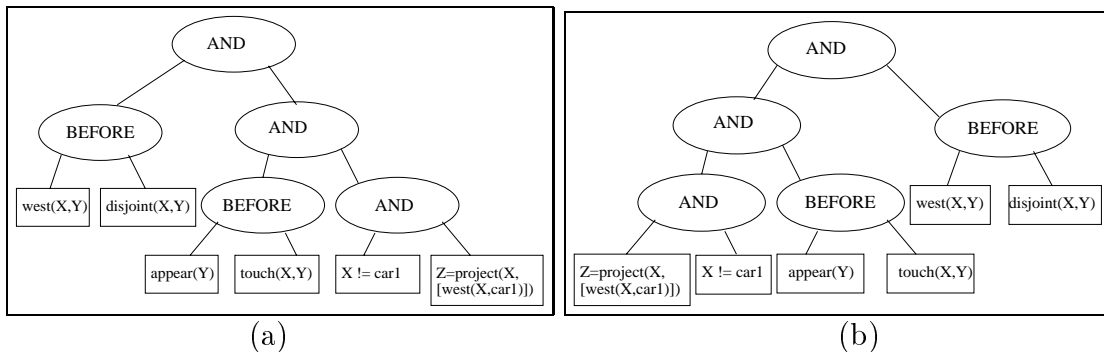 AND
BEFORE
AND
west(X,Y)
disjoint(X,Y)
BEFORE
AND
appear(Y)
touch(X,Y)
X != car1
Z=project(X,
[west(X,car1)])
(a)
AND
AND
BEFORE
AND
BEFORE
west(X,Y)
disjoint(X,Y)
Z=project(X,
[west(X,car1)])
X != car1
appear(Y)
touch(X,Y)
(b)